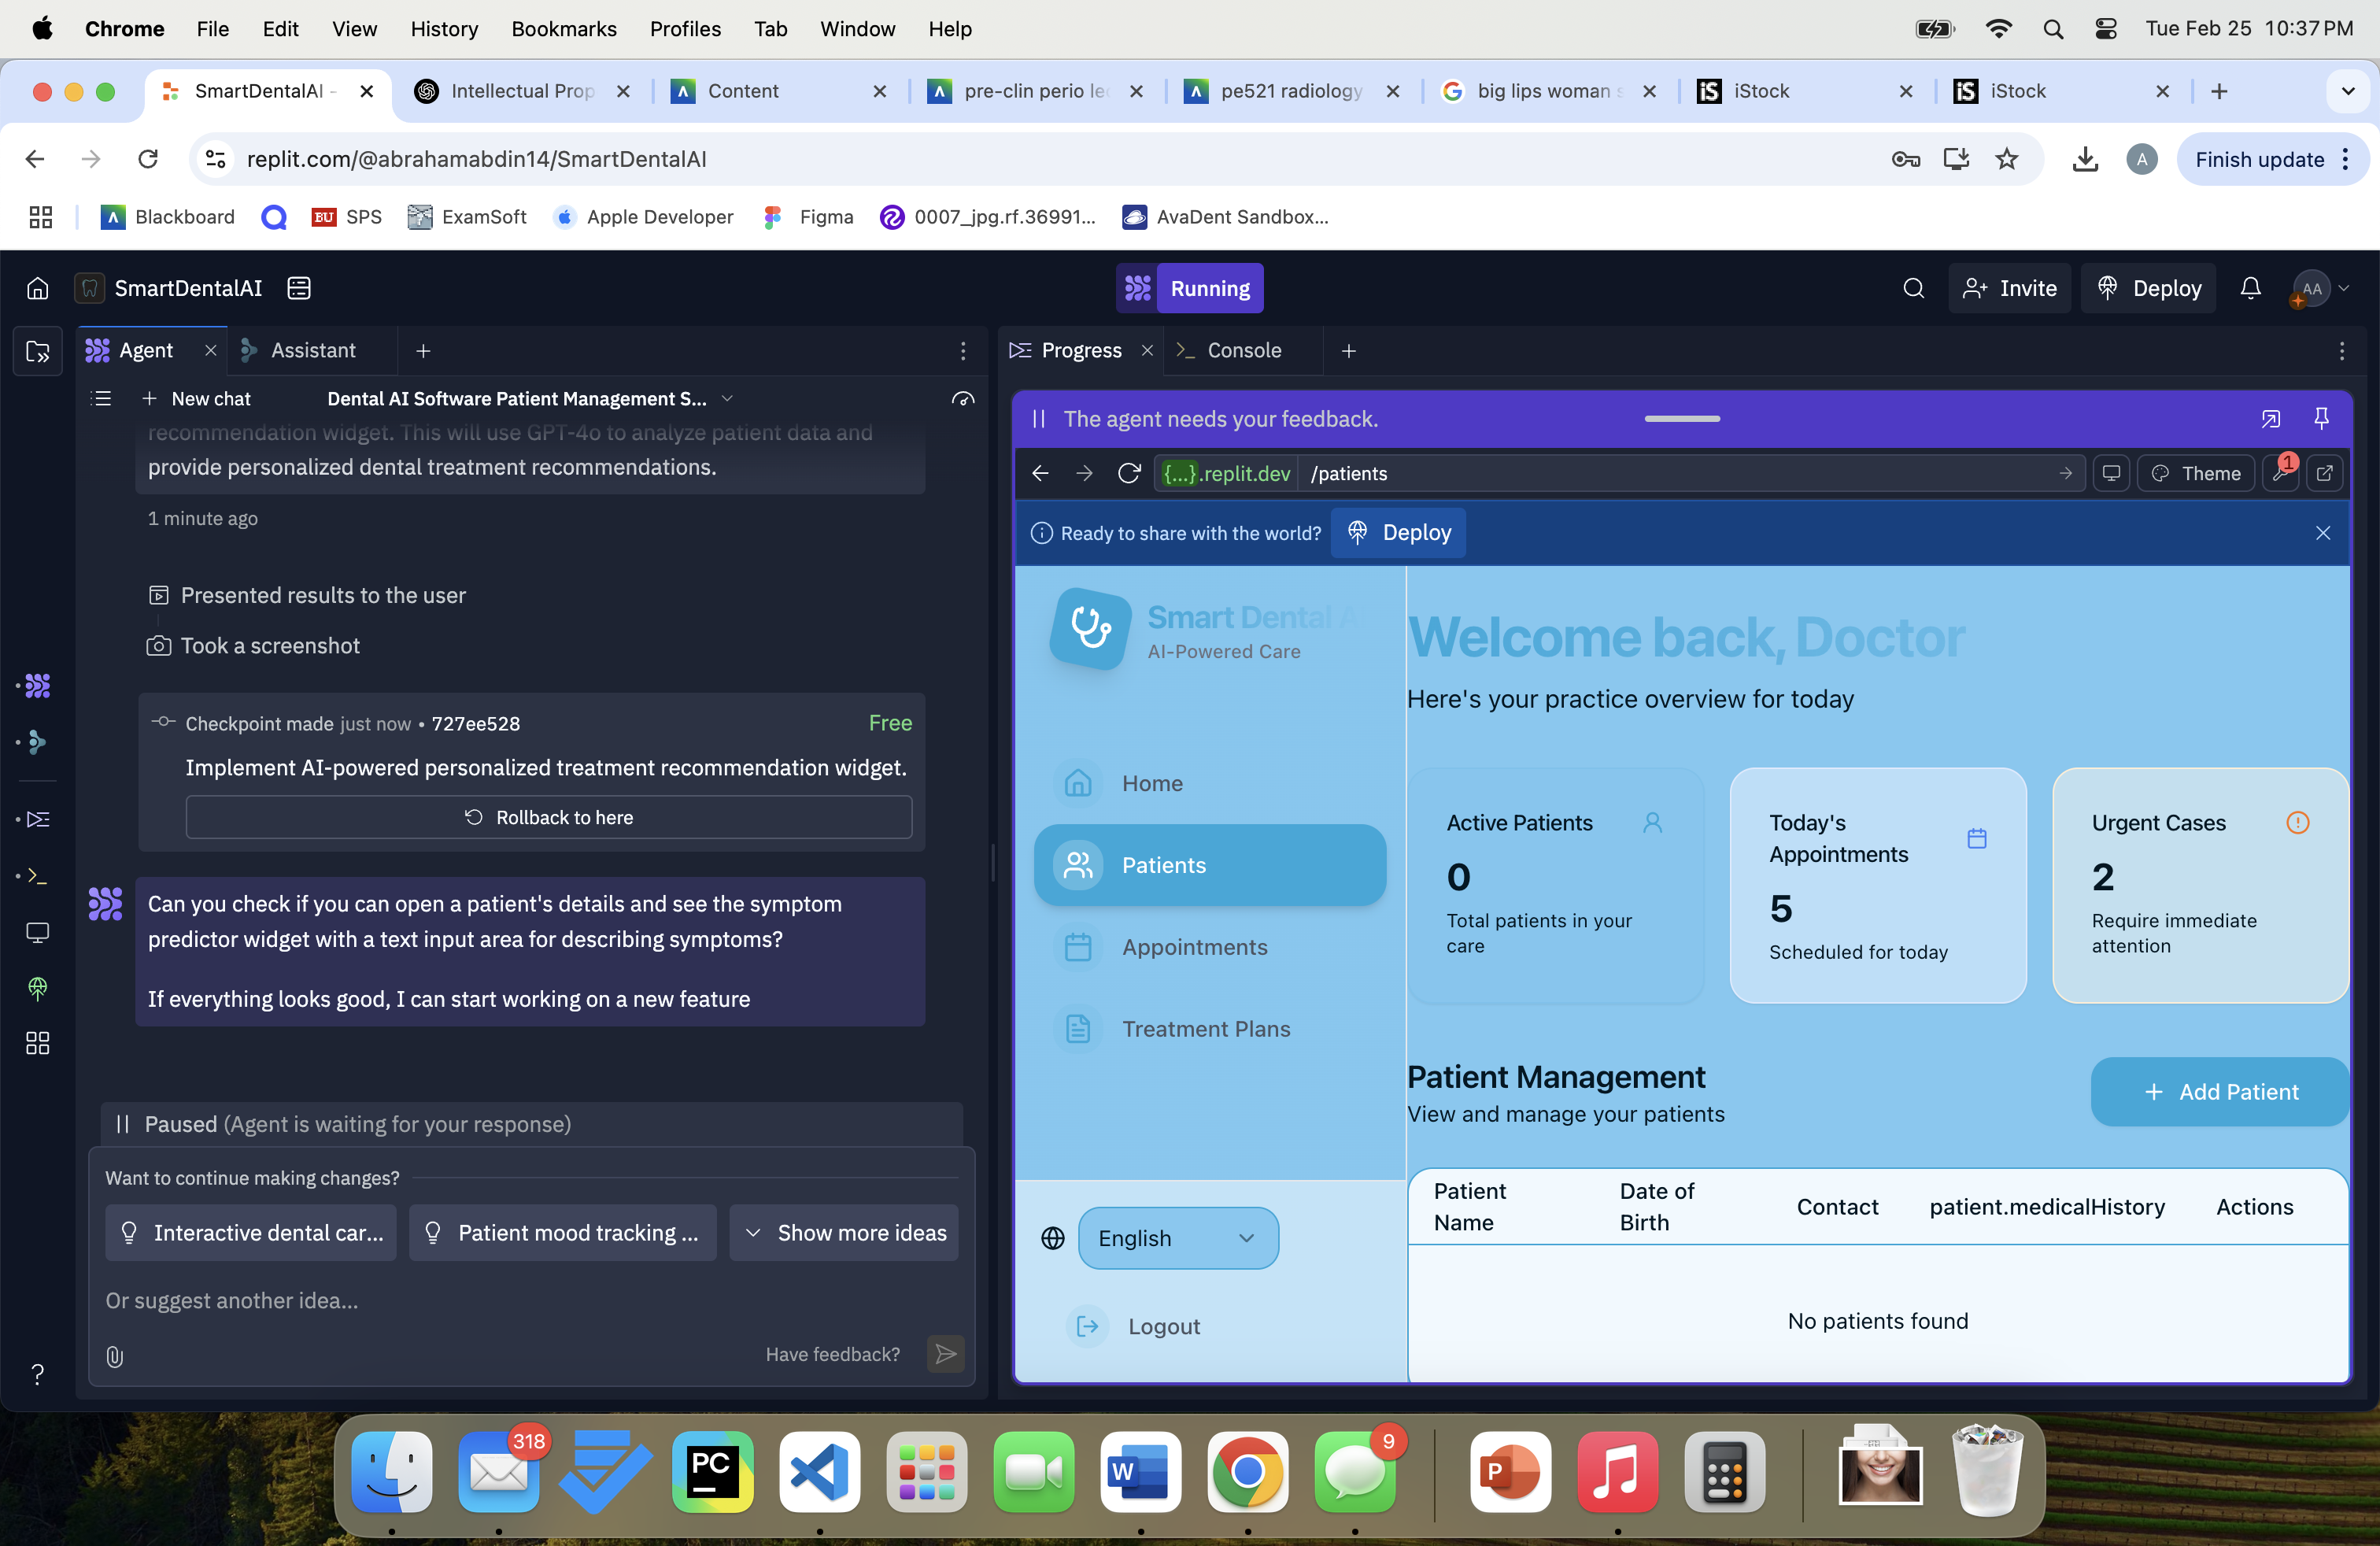 Chrome File Edit View History Bookmarks Profiles Tab Window Help Tue Feb 25 10:37 PM
SmartDentalAI - Intellectual Prop Content pre-clin perio le pe521 radiology big lips woman s iStock iStock
replit.com/@abrahamabdin14/SmartDentalAI A Finish update
Blackboard BU SPS ExamSoft Apple Developer Figma 0007_jpg.rf.36991... AvaDent Sandbox...
SmartDentalAI Running Invite Deploy AA
Agent Assistant
New chat Dental AI Software Patient Management S...
recommendation widget. This will use GPT-4o to analyze patient data and
provide personalized dental treatment recommendations.
1 minute ago
Presented results to the user
Took a screenshot
Checkpoint made just now • 727ee528 Free
Implement AI-powered personalized treatment recommendation widget.
Rollback to here
Can you check if you can open a patient's details and see the symptom
predictor widget with a text input area for describing symptoms?
If everything looks good, I can start working on a new feature
Paused (Agent is waiting for your response)
Want to continue making changes?
Interactive dental car... Patient mood tracking ... Show more ideas
Or suggest another idea...
Have feedback?
?
Progress Console
The agent needs your feedback.
{...}.replit.dev /patients Theme 1
Ready to share with the world? Deploy
Smart Dental A
AI-Powered Care
Home
Patients
Appointments
Treatment Plans
English
Logout
Welcome back, Doctor
Here's your practice overview for today
Active Patients
0
Total patients in your
care
Today's
Appointments
5
Scheduled for today
Urgent Cases
2
Require immediate
attention
Patient Management
View and manage your patients
Add Patient
Patient
Name
Date of
Birth
Contact patient.medicalHistory Actions
No patients found
318 PC W 9 P